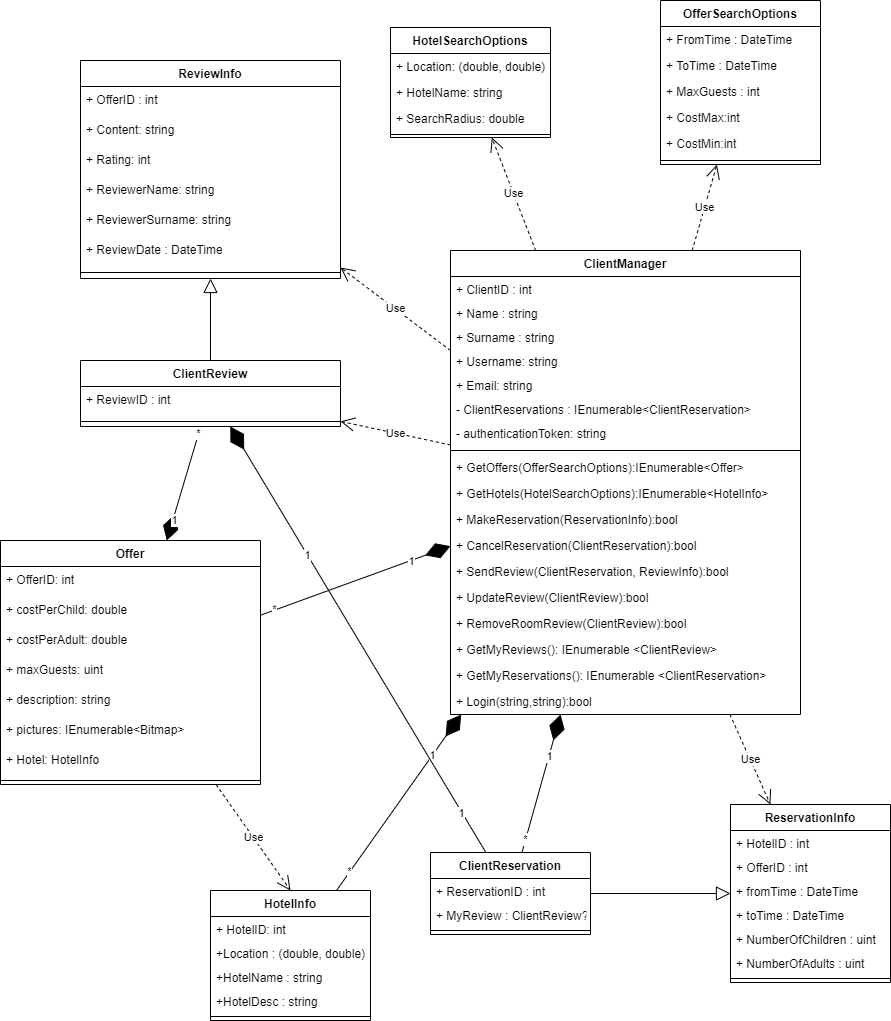 OfferSearchOptions
+ FromTime : DateTime
+ ToTime : DateTime
+ MaxGuests : int
+ CostMax:int
+ CostMin:int
HotelSearchOptions
+ Location: (double, double)
+ HotelName: string
+ SearchRadius: double
ReviewInfo
+ OfferID : int
+ Content: string
+ Rating: int
+ ReviewerName: string
+ ReviewerSurname: string
+ ReviewDate : DateTime
Use
Use
ClientManager
+ ClientID : int
+ Name : string
+ Surname : string
+ Username: string
+ Email: string
- ClientReservations : IEnumerable<ClientReservation>
- authenticationToken: string
+ GetOffers(OfferSearchOptions):IEnumerable<Offer>
+ GetHotels(HotelSearchOptions):IEnumerable<HotelInfo>
+ MakeReservation(ReservationInfo):bool
+ CancelReservation(ClientReservation):bool
+ SendReview(ClientReservation, ReviewInfo):bool
+ UpdateReview(ClientReview):bool
+ RemoveRoomReview(ClientReview):bool
+ GetMyReviews(): IEnumerable <ClientReview>
+ GetMyReservations(): IEnumerable <ClientReservation>
+ Login(string,string):bool
Use
Use
ClientReview
+ ReviewID : int
*
1
1
1
*
1
Offer
+ OfferID: int
+ costPerChild: double
+ costPerAdult: double
+ maxGuests: uint
+ description: string
+ pictures: IEnumerable<Bitmap>
+ Hotel: HotelInfo
Use
1
*
1
*
Use
HotelInfo
+ HotelID: int
+Location : (double, double)
+HotelName : string
+HotelDesc : string
ClientReservation
+ ReservationID : int
+ MyReview : ClientReview?
ReservationInfo
+ HotelID : int
+ OfferID : int
+ fromTime : DateTime
+ toTime : DateTime
+ NumberOfChildren : uint
+ NumberOfAdults : uint